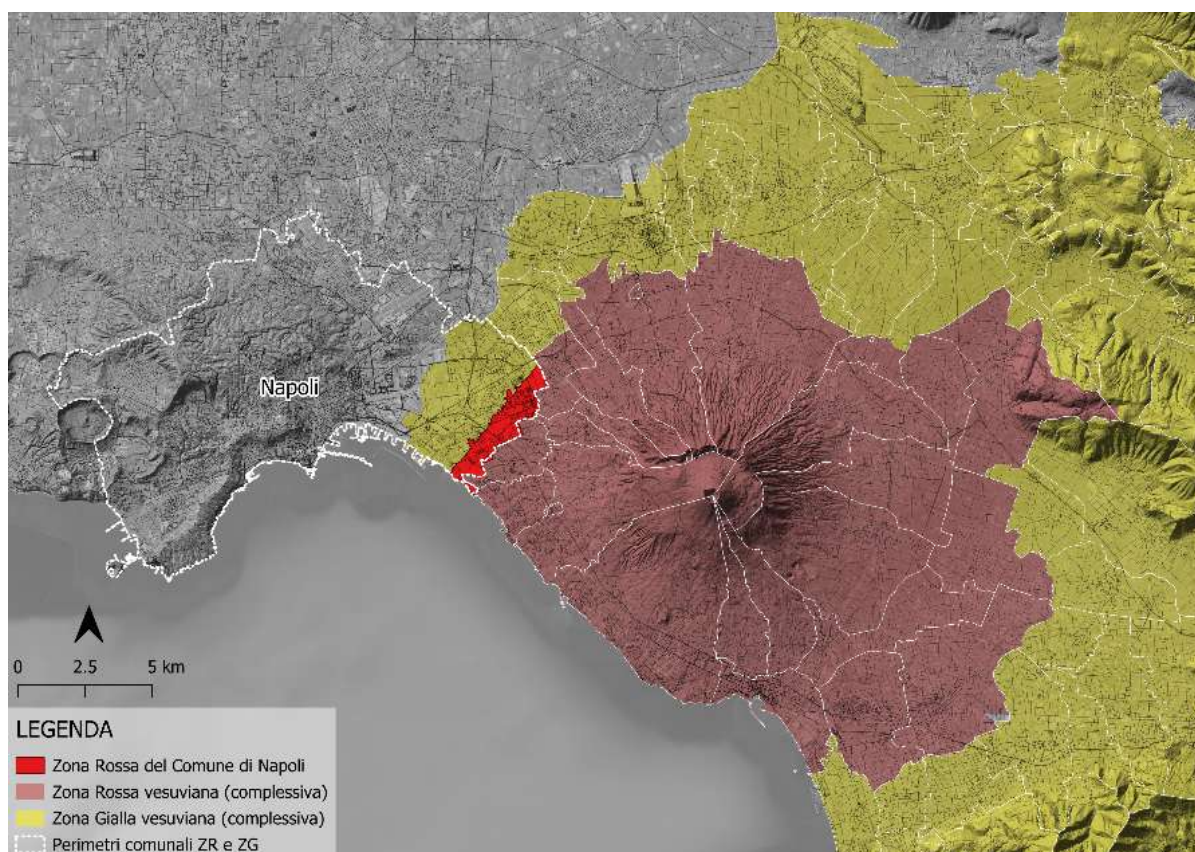 Napoli
0 2.5 5 km
LEGENDA
Zona Rossa del Comune di Napoli
Zona Rossa vesuviana (complessiva)
Zona Gialla vesuviana (complessiva)
Perimetri comunali ZR e ZG